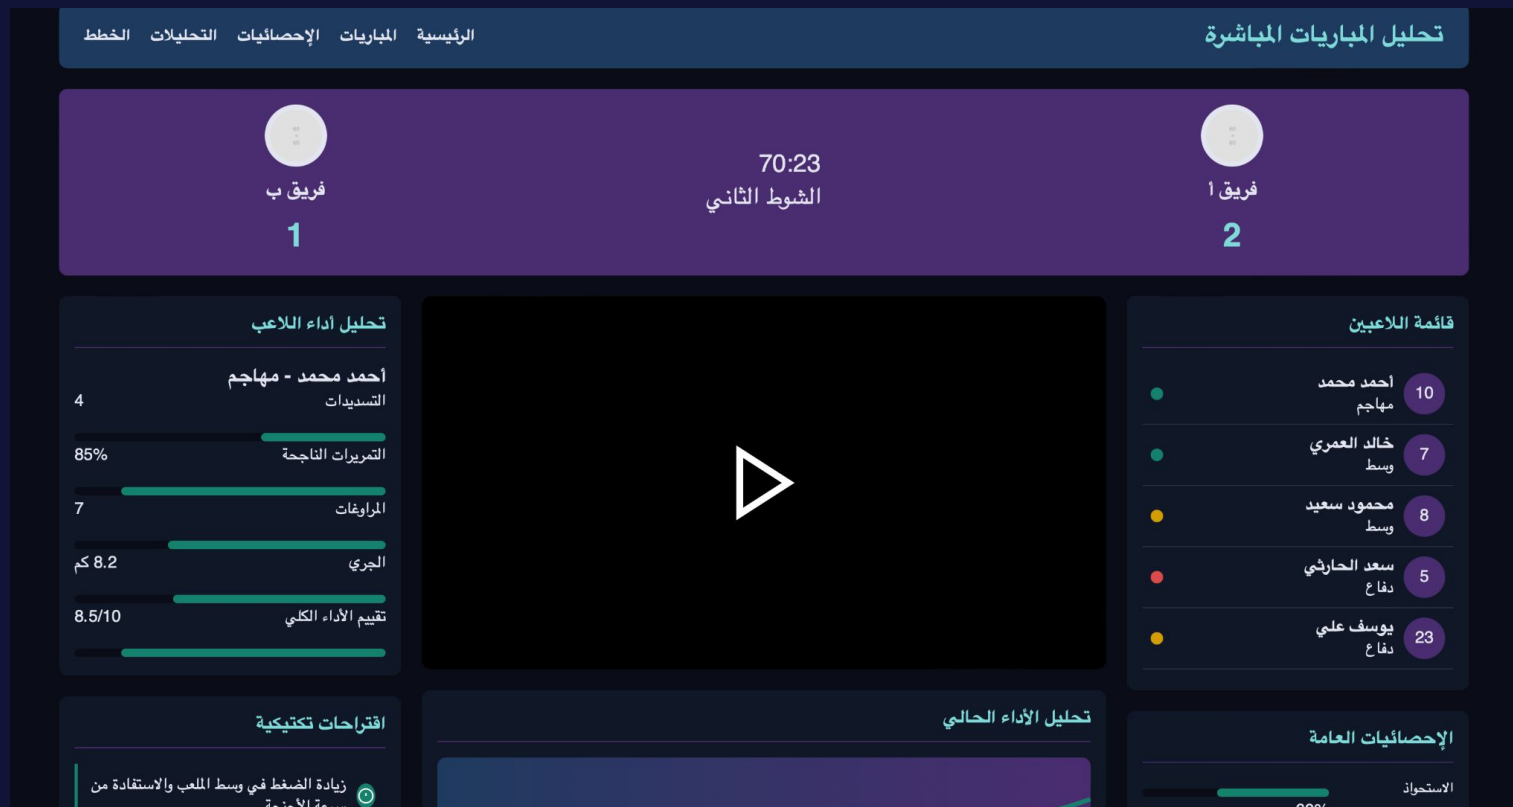 تحليل المباريات المباشرة
الرئيسية المباريات الإحصائيات التحليلات الخطط
فريق أ
2
70:23
الشوط الثاني
فريق ب
1
قائمة اللاعبين
10
أحمد محمد
مهاجم
7
خالد العمري
وسط
8
محمود سعيد
وسط
5
سعد الحارثي
دفاع
23
يوسف علي
دفاع
الإحصائيات العامة
الاستحواذ
تحليل الأداء الحالي
تحليل أداء اللاعب
أحمد محمد - مهاجم
التسديدات 4
التمريرات الناجحة 85%
المراوغات 7
الجري 8.2 كم
تقييم الأداء الكلي 8.5/10
اقتراحات تكتيكية
زيادة الضغط في وسط الملعب والاستفادة من